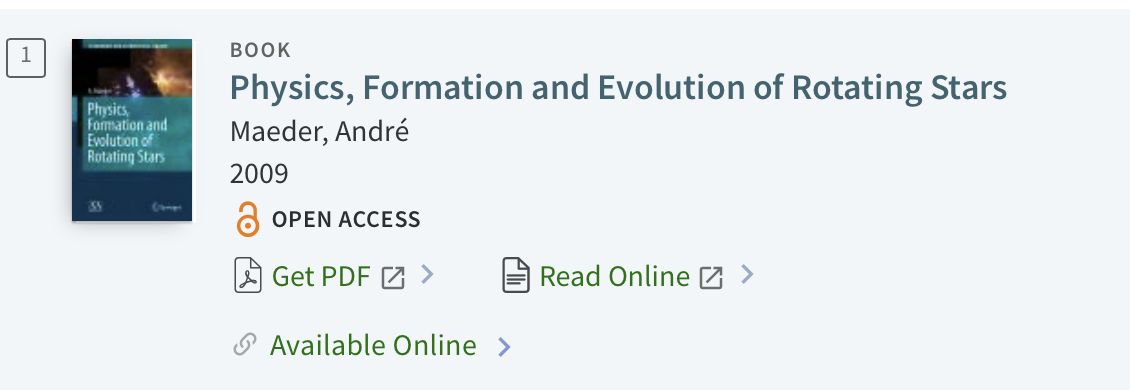 1
BOOK
Physics, Formation and Evolution of Rotating Stars
Maeder, André
2009
OPEN ACCESS
Get PDF
Read Online
Available Online
Physics,
Formation and
Evolution of
Rotating Stars
Springer